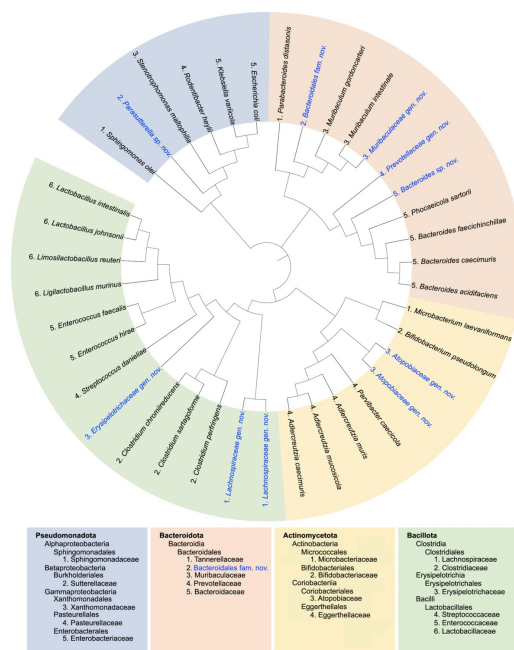 1. Sphingomonas olei
2. Parasutterella sp. nov.
3. Stenotrophomonas maltophilia
4. Rodentibacter heylii
5. Klebsiella variicola
5. Escherichia coli
1. Parabacteroides distasonis
2. Bacteroideles fam. nov.
3. Muribaculum gordoncarteri
3. Muribaculum intestinale
3. Muribaculaceae gen. nov.
4. Prevotellaceae gen. nov.
5. Bacteroides sp. nov.
5. Phocaeicola sartorii
5. Bacteroides faecichinchillae
5. Bacteroides caecimuris
5. Bacteroides acidifaciens
1. Microbacterium laevaniformans
2. Bifidobacterium pseudolongum
3. Atopobiaceae gen. nov.
3. Atopobiaceae gen. nov.
4. Parvibacter caecicola
4. Adlercreutzia muris
4. Adlercreutzia mucosicola
4. Adlercreutzia caecimuris
1. Lachnospiraceae gen. nov.
1. Lachnospiraceae gen. nov.
2. Clostridium perfringens
2. Clostridium sartagoforme
2. Clostridium chromiireducens
3. Erysipelotrichaceae gen. nov.
4. Streptococcus danieliae
5. Enterococcus hirae
5. Enterococcus faecalis
6. Ligilactobacillus murinus
6. Limosilactobacillus reuteri
6. Lactobacillus johnsonii
6. Lactobacillus intestinalis
Pseudomonadota
Alphaproteobacteria
Sphingomonadales
1. Sphingomonadaceae
Betaproteobacteria
Burkholderiales
2. Sutterellaceae
Gammaproteobacteria
Xanthomonadales
3. Xanthomonadaceae
Pasteurellales
4. Pasteurellaceae
Enterobacterales
5. Enterobacteriaceae
Bacteroidota
Bacteroidia
Bacteroidales
1. Tannerellaceae
2. Bacteroidales fam. nov.
3. Muribaculaceae
4. Prevotellaceae
5. Bacteroidaceae
Actinomycetota
Actinobacteria
Micrococcales
1. Microbacteriaceae
Bifidobacteriales
2. Bifidobacteriaceae
Coriobacteriia
Coriobacteriales
3. Atopobiaceae
Eggerthellales
4. Eggerthellaceae
Bacillota
Clostridia
Clostridiales
1. Lachnospiraceae
2. Clostridiaceae
Erysipelotrichia
Erysipelotrichales
3. Erysipelotrichaceae
Bacilli
Lactobacillales
4. Streptococcaceae
5. Enterococcaceae
6. Lactobacillaceae